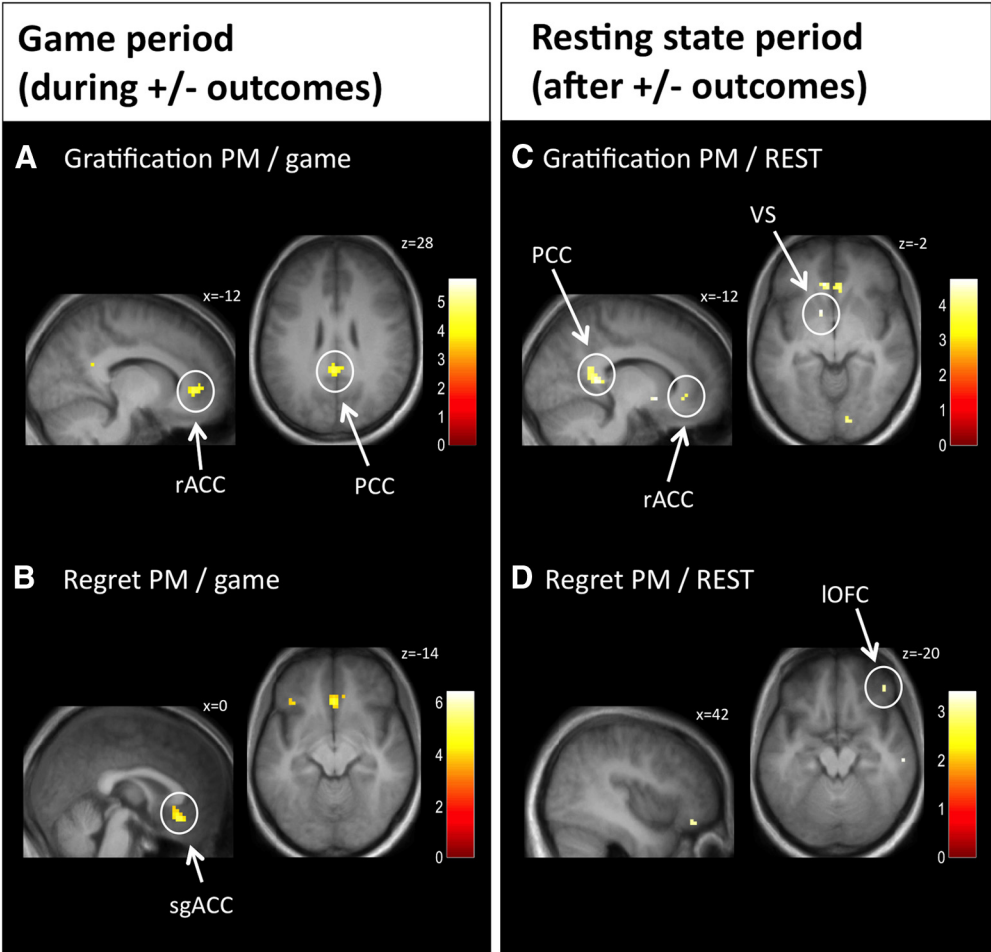 Game period
(during +/- outcomes)
Resting state period
(after +/- outcomes)
A Gratification PM / game
x=-12
z=28
5
4
3
2
1
0
rACC
PCC
B Regret PM / game
x=0
z=-14
6
4
2
0
sgACC
C Gratification PM / REST
VS
PCC
x=-12
z=-2
4
3
2
1
0
rACC
D Regret PM / REST
lOFC
x=42
z=-20
3
2
1
0